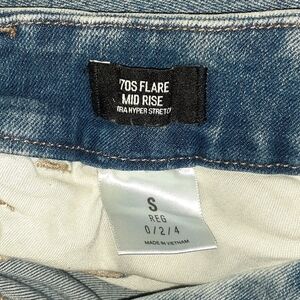 70S FLARE
MID RISE
HYPER STRETCH
S
REG
0/2/4
MADE IN VIETNAM